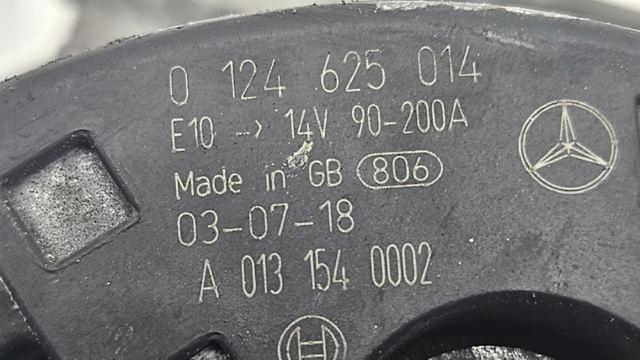 0 124 625 014
E10 -> 14V 90-200A
Made in GB 806
03-07-18
A 013 154 0002